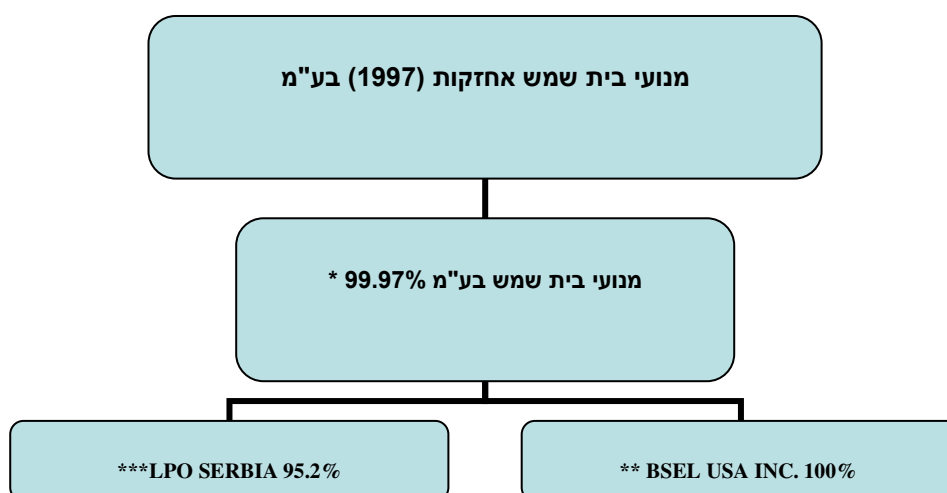 מנועי בית שמש אחזקות (1997) בע"מ
מנועי בית שמש בע"מ 99.97% *
***LPO SERBIA 95.2%
** BSEL USA INC. 100%